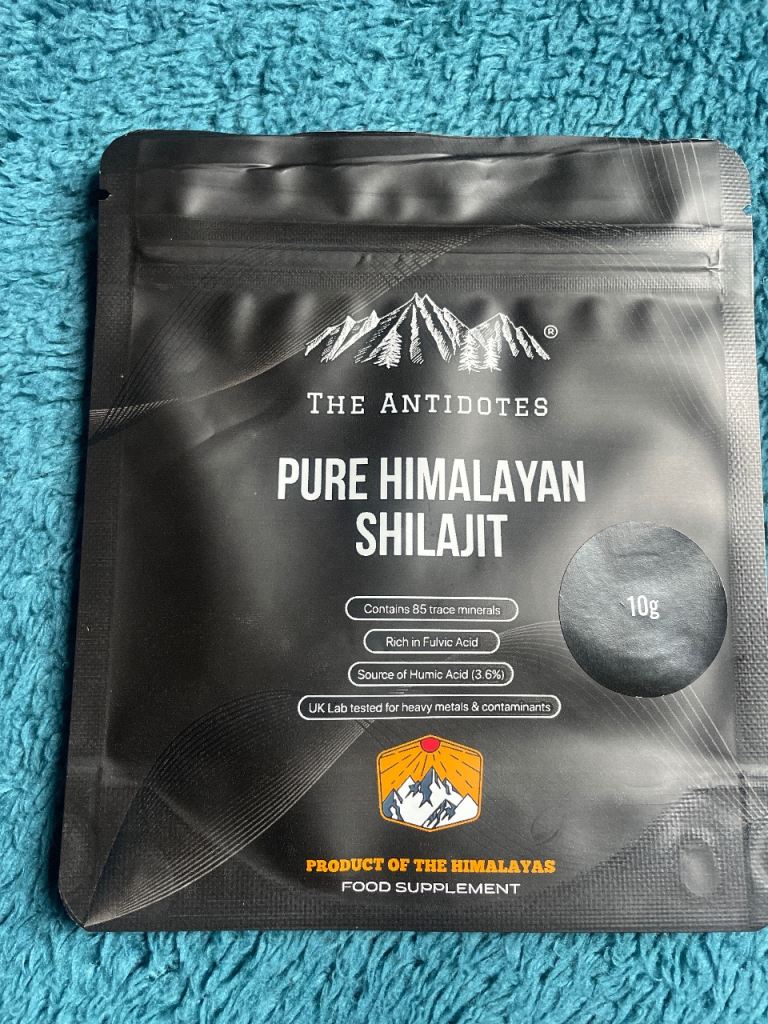 ®
THE ANTIDOTES
PURE HIMALAYAN
SHILAJIT
Contains 85 trace minerals
10g
Rich in Fulvic Acid
Source of Humic Acid (3.6%)
UK Lab tested for heavy metals & contaminants
PRODUCT OF THE HIMALAYAS
FOOD SUPPLEMENT